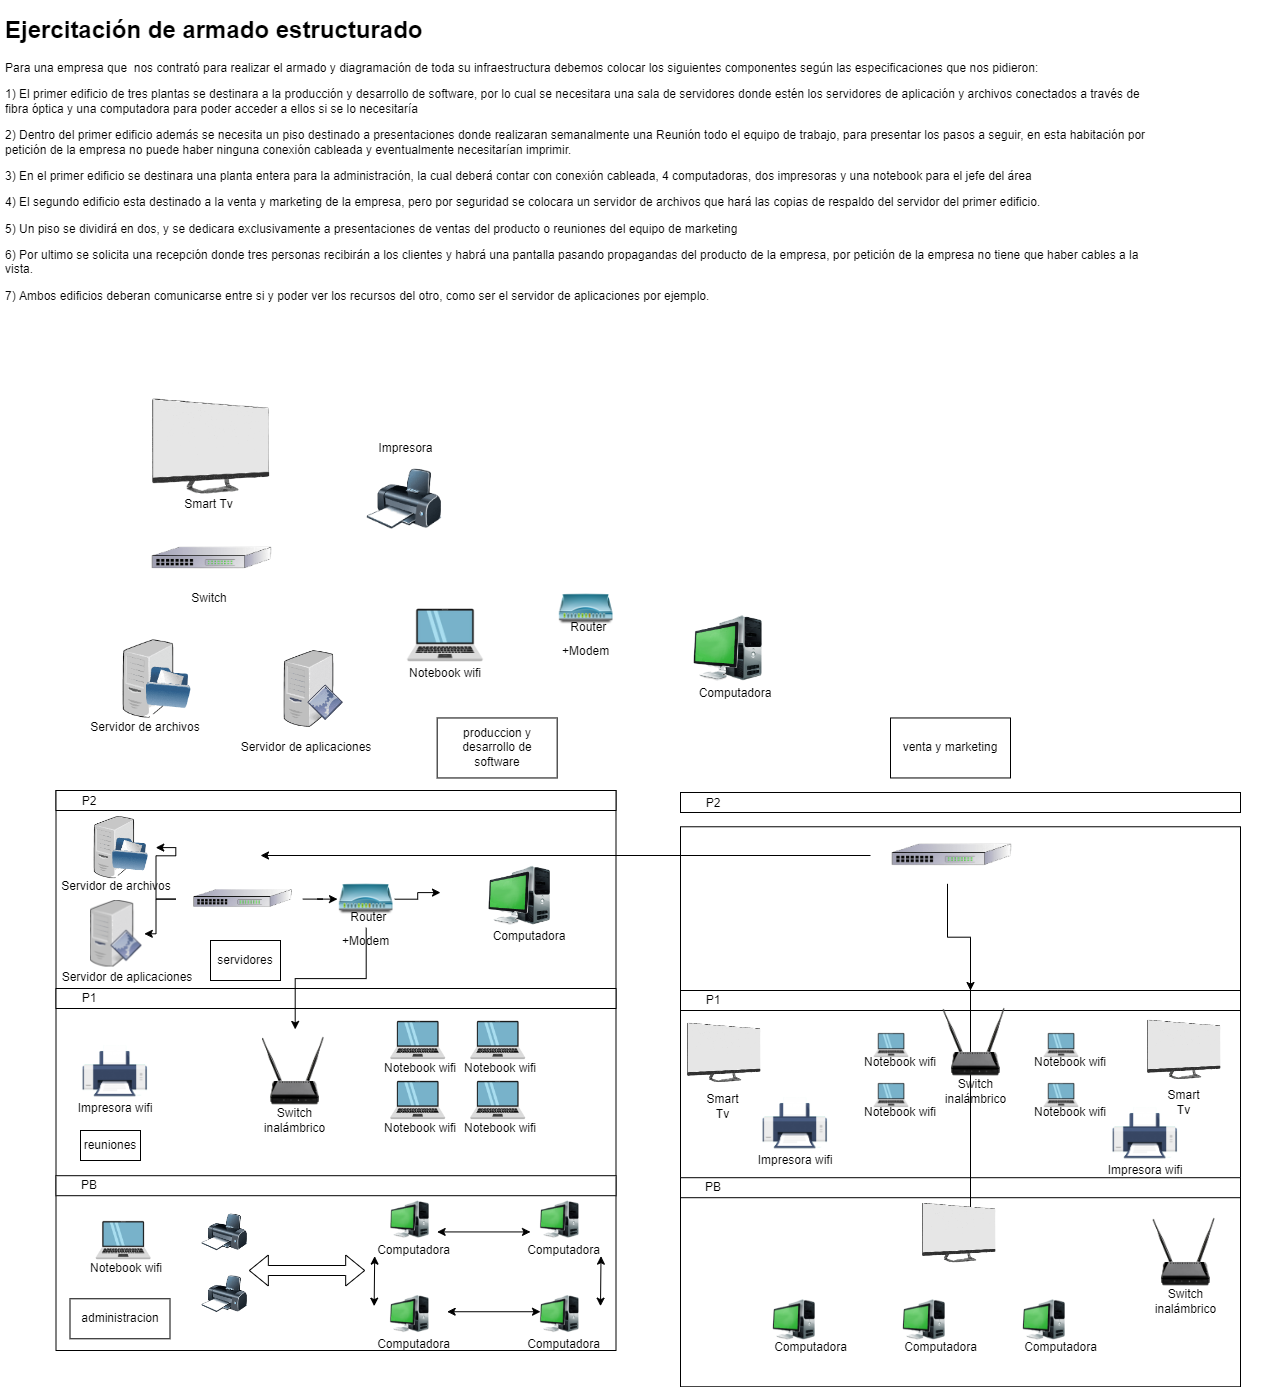 Ejercitación de armado estructurado
Para una empresa que  nos contrató para realizar el armado y diagramación de toda su infraestructura debemos colocar los siguientes componentes según las especificaciones que nos pidieron:
1) El primer edificio de tres plantas se destinara a la producción y desarrollo de software, por lo cual se necesitara una sala de servidores donde estén los servidores de aplicación y archivos conectados a través de
fibra óptica y una computadora para poder acceder a ellos si se lo necesitaría
2) Dentro del primer edificio además se necesita un piso destinado a presentaciones donde realizaran semanalmente una Reunión todo el equipo de trabajo, para presentar los pasos a seguir, en esta habitación por
petición de la empresa no puede haber ninguna conexión cableada y eventualmente necesitarían imprimir.
3) En el primer edificio se destinara una planta entera para la administración, la cual deberá contar con conexión cableada, 4 computadoras, dos impresoras y una notebook para el jefe del área
4) El segundo edificio esta destinado a la venta y marketing de la empresa, pero por seguridad se colocara un servidor de archivos que hará las copias de respaldo del servidor del primer edificio.
5) Un piso se dividirá en dos, y se dedicara exclusivamente a presentaciones de ventas del producto o reuniones del equipo de marketing
6) Por ultimo se solicita una recepción donde tres personas recibirán a los clientes y habrá una pantalla pasando propagandas del producto de la empresa, por petición de la empresa no tiene que haber cables a la
vista.
7) Ambos edificios deberan comunicarse entre si y poder ver los recursos del otro, como ser el servidor de aplicaciones por ejemplo.
Impresora
Smart Tv
Switch
Router
+Modem
Notebook wifi
Computadora
Servidor de archivos
Servidor de aplicaciones
produccion y
desarrollo de
software
venta y marketing
P2
Servidor de archivos
Router
+Modem
Computadora
servidores
Servidor de aplicaciones
P1
Notebook wifi
Notebook wifi
Impresora wifi
Switch
inalámbrico
Notebook wifi
Notebook wifi
reuniones
PB
Computadora
Computadora
Notebook wifi
administracion
Computadora
Computadora
P2
P1
Notebook wifi
Notebook wifi
Switch
inalámbrico
Smart
Tv
Smart
Tv
Notebook wifi
Notebook wifi
Impresora wifi
Impresora wifi
PB
Switch
inalámbrico
Computadora
Computadora
Computadora